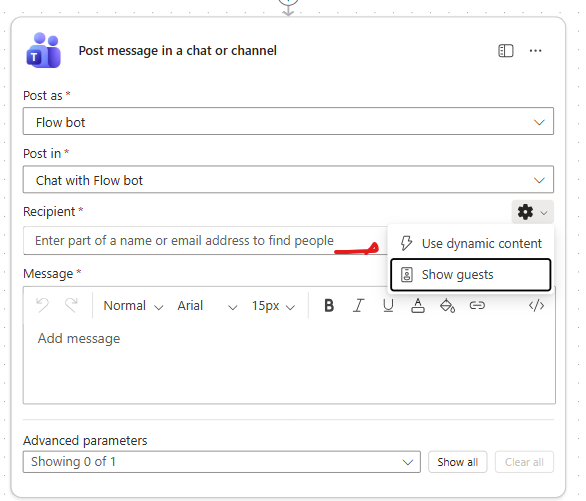 Post message in a chat or channel
Post as *
Flow bot
Post in *
Chat with Flow bot
Recipient *
Enter part of a name or email address to find people
Use dynamic content
Show guests
Message *
Normal Arial 15px B I U A </>
Add message
Advanced parameters
Showing 0 of 1 Show all Clear all